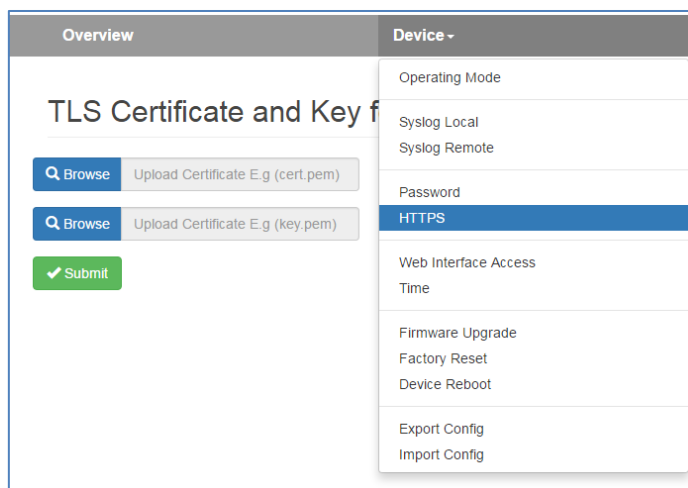 Overview
Device
TLS Certificate and Key f
Browse Upload Certificate E.g (cert.pem)
Browse Upload Certificate E.g (key.pem)
Submit
Operating Mode
Syslog Local
Syslog Remote
Password
HTTPS
Web Interface Access
Time
Firmware Upgrade
Factory Reset
Device Reboot
Export Config
Import Config